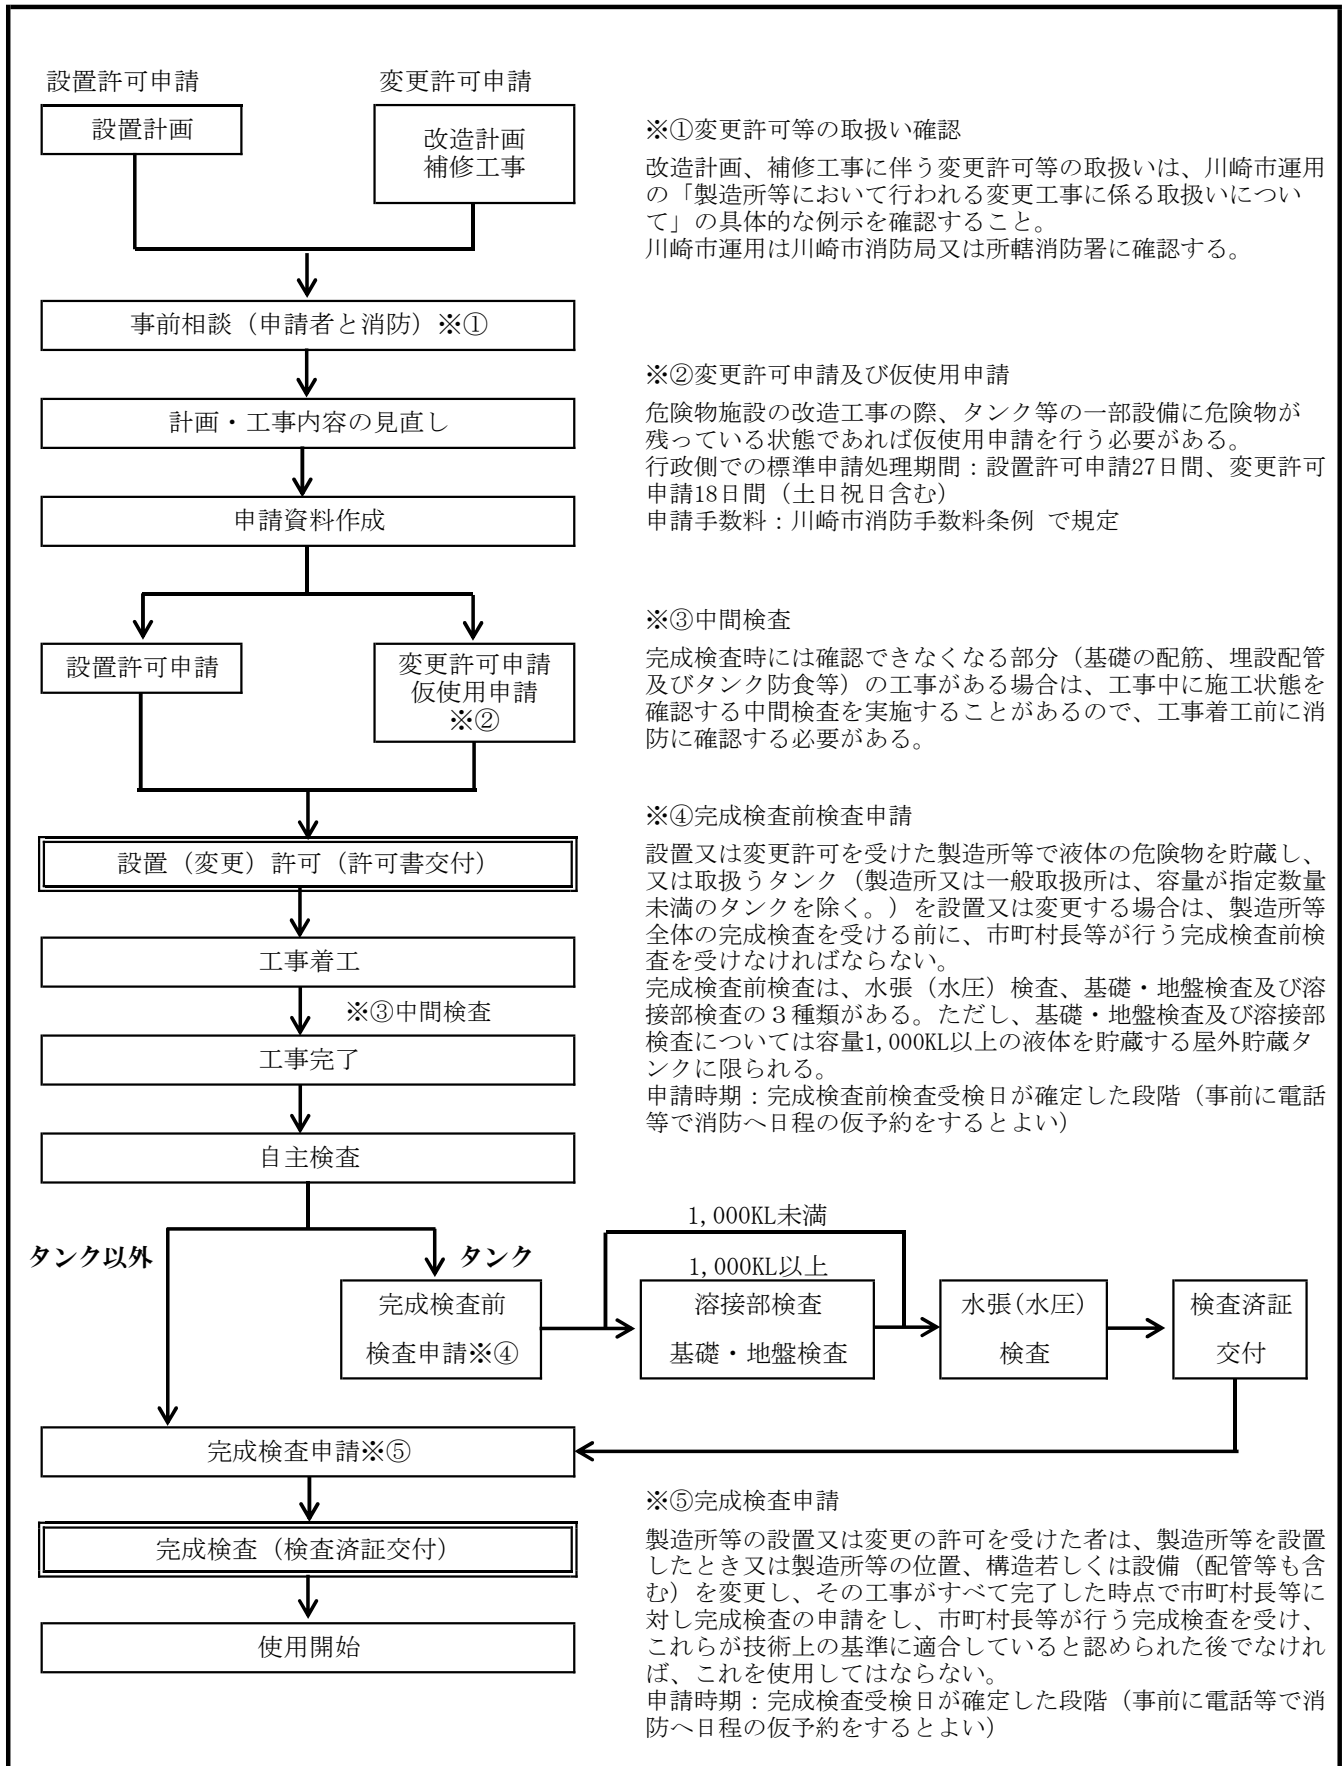 設置許可申請
変更許可申請
設置計画
改造計画
補修工事
※①変更許可等の取扱い確認
改造計画、補修工事に伴う変更許可等の取扱いは、川崎市運用
の「製造所等において行われる変更工事に係る取扱いについ
て」の具体的な例示を確認すること。
川崎市運用は川崎市消防局又は所轄消防署に確認する。
事前相談（申請者と消防）※①
計画・工事内容の見直し
申請資料作成
※②変更許可申請及び仮使用申請
危険物施設の改造工事の際、タンク等の一部設備に危険物が
残っている状態であれば仮使用申請を行う必要がある。
行政側での標準申請処理期間：設置許可申請27日間、変更許可
申請18日間（土日祝日含む）
申請手数料：川崎市消防手数料条例 で規定
設置許可申請
変更許可申請
仮使用申請
※②
※③中間検査
完成検査時には確認できなくなる部分（基礎の配筋、埋設配管
及びタンク防食等）の工事がある場合は、工事中に施工状態を
確認する中間検査を実施することがあるので、工事着工前に消
防に確認する必要がある。
設置（変更）許可（許可書交付）
工事着工
※③中間検査
工事完了
自主検査
※④完成検査前検査申請
設置又は変更許可を受けた製造所等で液体の危険物を貯蔵し、
又は取扱うタンク（製造所又は一般取扱所は、容量が指定数量
未満のタンクを除く。）を設置又は変更する場合は、製造所等
全体の完成検査を受ける前に、市町村長等が行う完成検査前検
査を受けなければならない。
完成検査前検査は、水張（水圧）検査、基礎・地盤検査及び溶
接部検査の３種類がある。ただし、基礎・地盤検査及び溶接部
検査については容量1,000KL以上の液体を貯蔵する屋外貯蔵タ
ンクに限られる。
申請時期：完成検査前検査受検日が確定した段階（事前に電話
等で消防へ日程の仮予約をするとよい）
タンク以外
タンク
1,000KL未満
1,000KL以上
完成検査前
検査申請※④
溶接部検査
基礎・地盤検査
水張(水圧)
検査
検査済証
交付
完成検査申請※⑤
完成検査（検査済証交付）
使用開始
※⑤完成検査申請
製造所等の設置又は変更の許可を受けた者は、製造所等を設置
したとき又は製造所等の位置、構造若しくは設備（配管等も含
む）を変更し、その工事がすべて完了した時点で市町村長等に
対し完成検査の申請をし、市町村長等が行う完成検査を受け、
これらが技術上の基準に適合していると認められた後でなけれ
ば、これを使用してはならない。
申請時期：完成検査受検日が確定した段階（事前に電話等で消
防へ日程の仮予約をするとよい）